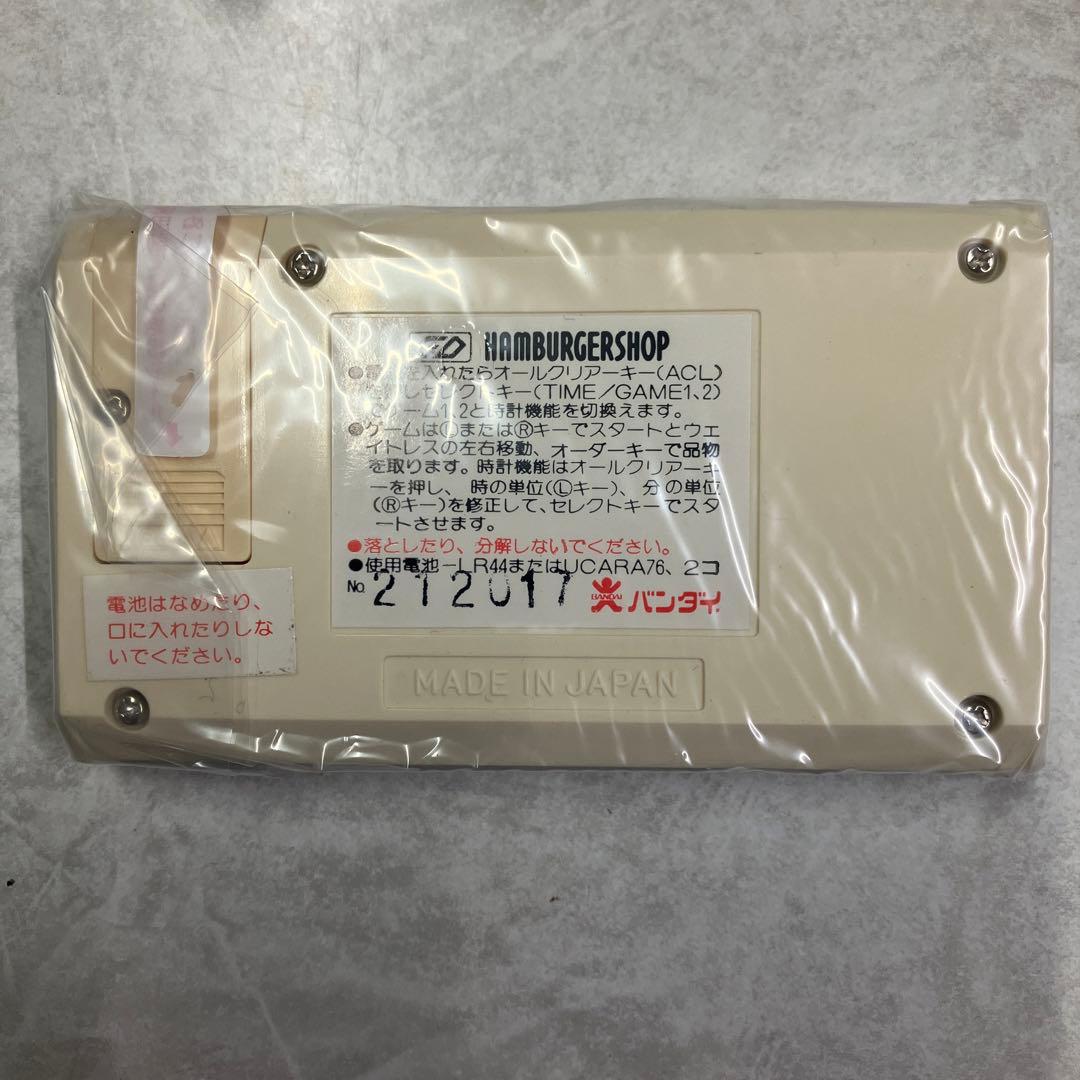 HAMBURGERSHOP
●電 を入れたらオールクリアーキー(ACL)
しセレクトキー(TIME/GAME1、2)
ゲーム1、2と時計機能を切換えます。
●ゲームはⓁまたはⓇキーでスタートとウエ
イトレスの左右移動、オーダーキーで品物
を取ります。時計機能はオールクリアーキ
ーを押し、時の単位(Ⓛキー)、分の単位
(Ⓡキー)を修正して、セレクトキーでスタ
ートさせます。
●落としたり、分解しないでください。
●使用電池-LR44またはUCARA76、2コ
No. 212017 BANDAI バンダイ
電池はなめたり、
口に入れたりしな
いでください。
MADE IN JAPAN